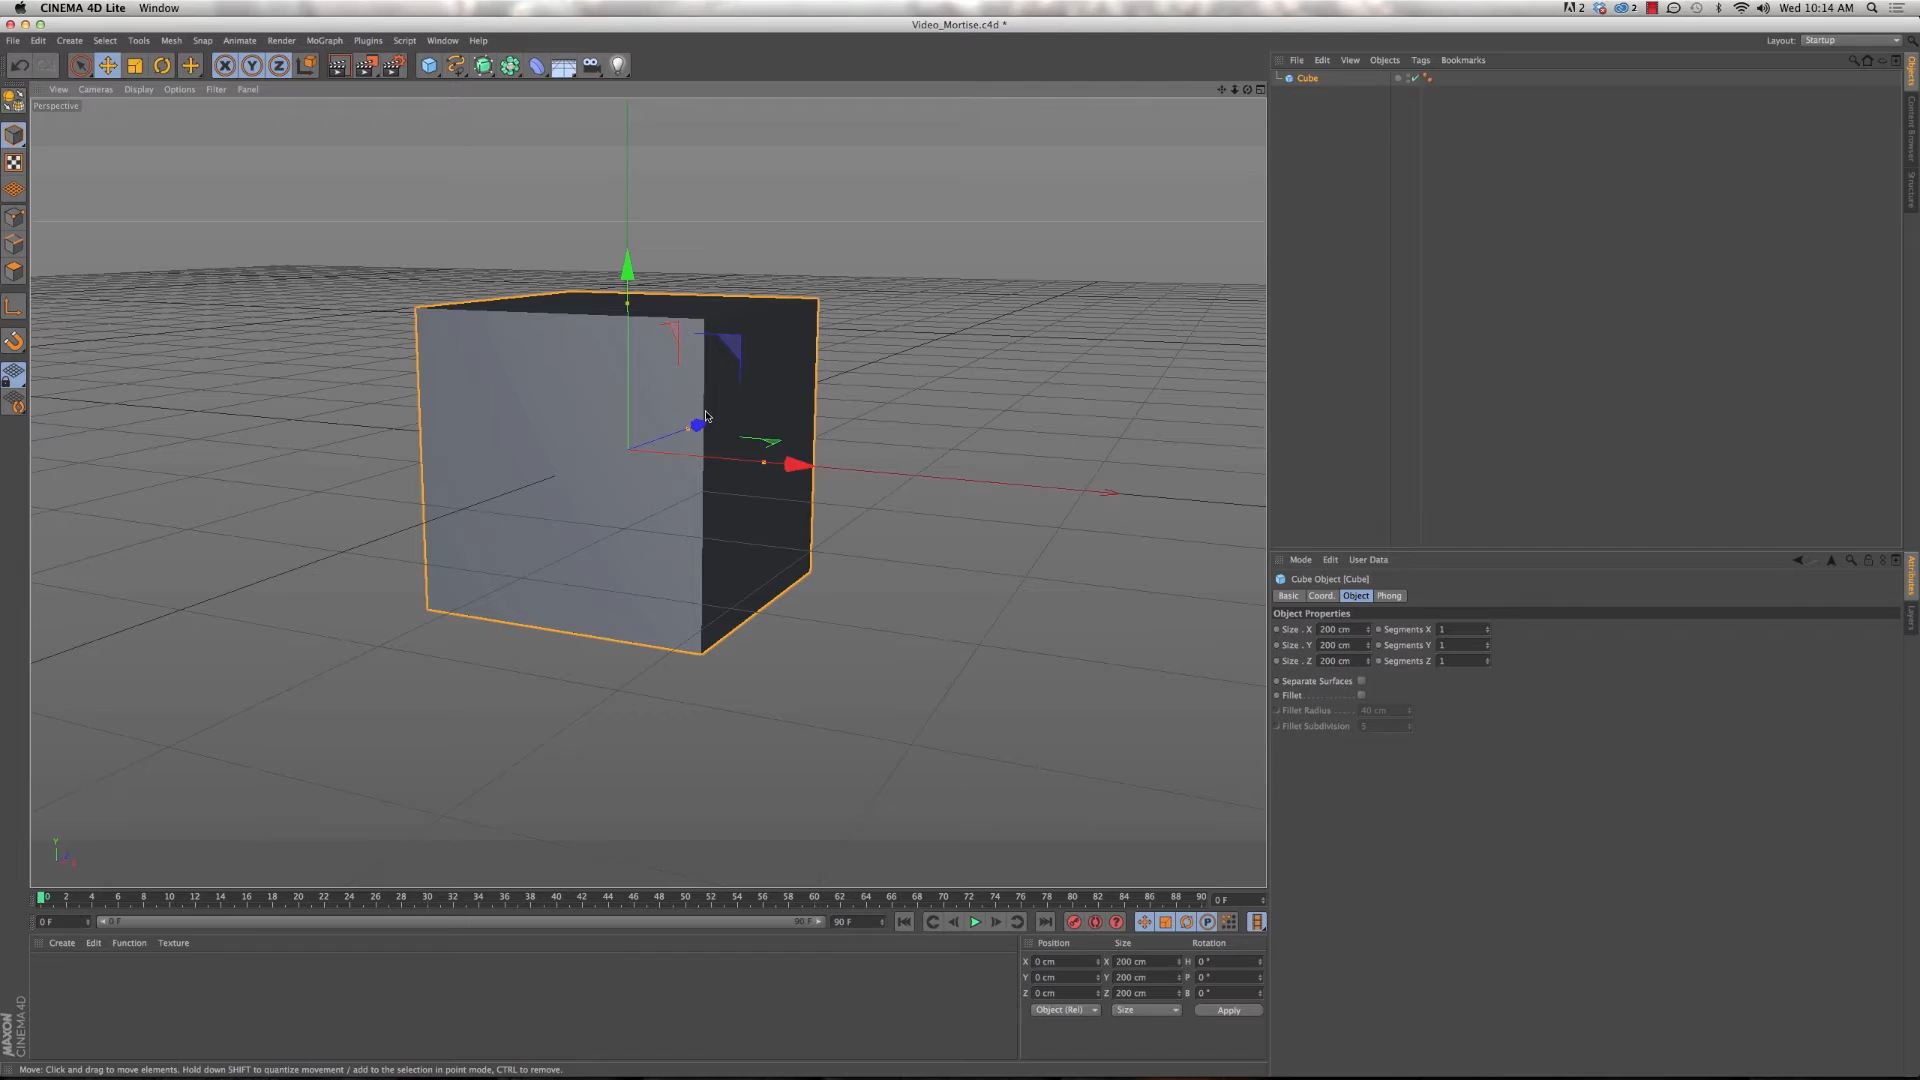 CINEMA 4D Lite Window
2 2 Wed 10:14 AM
Video_Mortise.c4d *
File Edit Create Select Tools Mesh Snap Animate Render MoGraph Plugins Script Window Help
Layout: Startup
X Y Z
View Cameras Display Options Filter Panel
Perspective
File Edit View Objects Tags Bookmarks
Cube
Objects
Content Browser
Structure
Mode Edit User Data
Cube Object [Cube]
Basic Coord. Object Phong
Object Properties
Size . X 200 cm Segments X 1
Size . Y 200 cm Segments Y 1
Size . Z 200 cm Segments Z 1
Separate Surfaces
Fillet
Fillet Radius 40 cm
Fillet Subdivision 5
Attributes
Layers
Y
0 2 4 6 8 10 12 14 16 18 20 22 24 26 28 30 32 34 36 38 40 42 44 46 48 50 52 54 56 58 60 62 64 66 68 70 72 74 76 78 80 82 84 86 88 90 0 F
0 F 0 F 90 F 90 F
P
Create Edit Function Texture
Position Size Rotation
X 0 cm X 200 cm H 0 °
Y 0 cm Y 200 cm P 0 °
Z 0 cm Z 200 cm B 0 °
Object (Rel) Size Apply
MAXON
CINEMA 4D
Move: Click and drag to move elements. Hold down SHIFT to quantize movement / add to the selection in point mode, CTRL to remove.